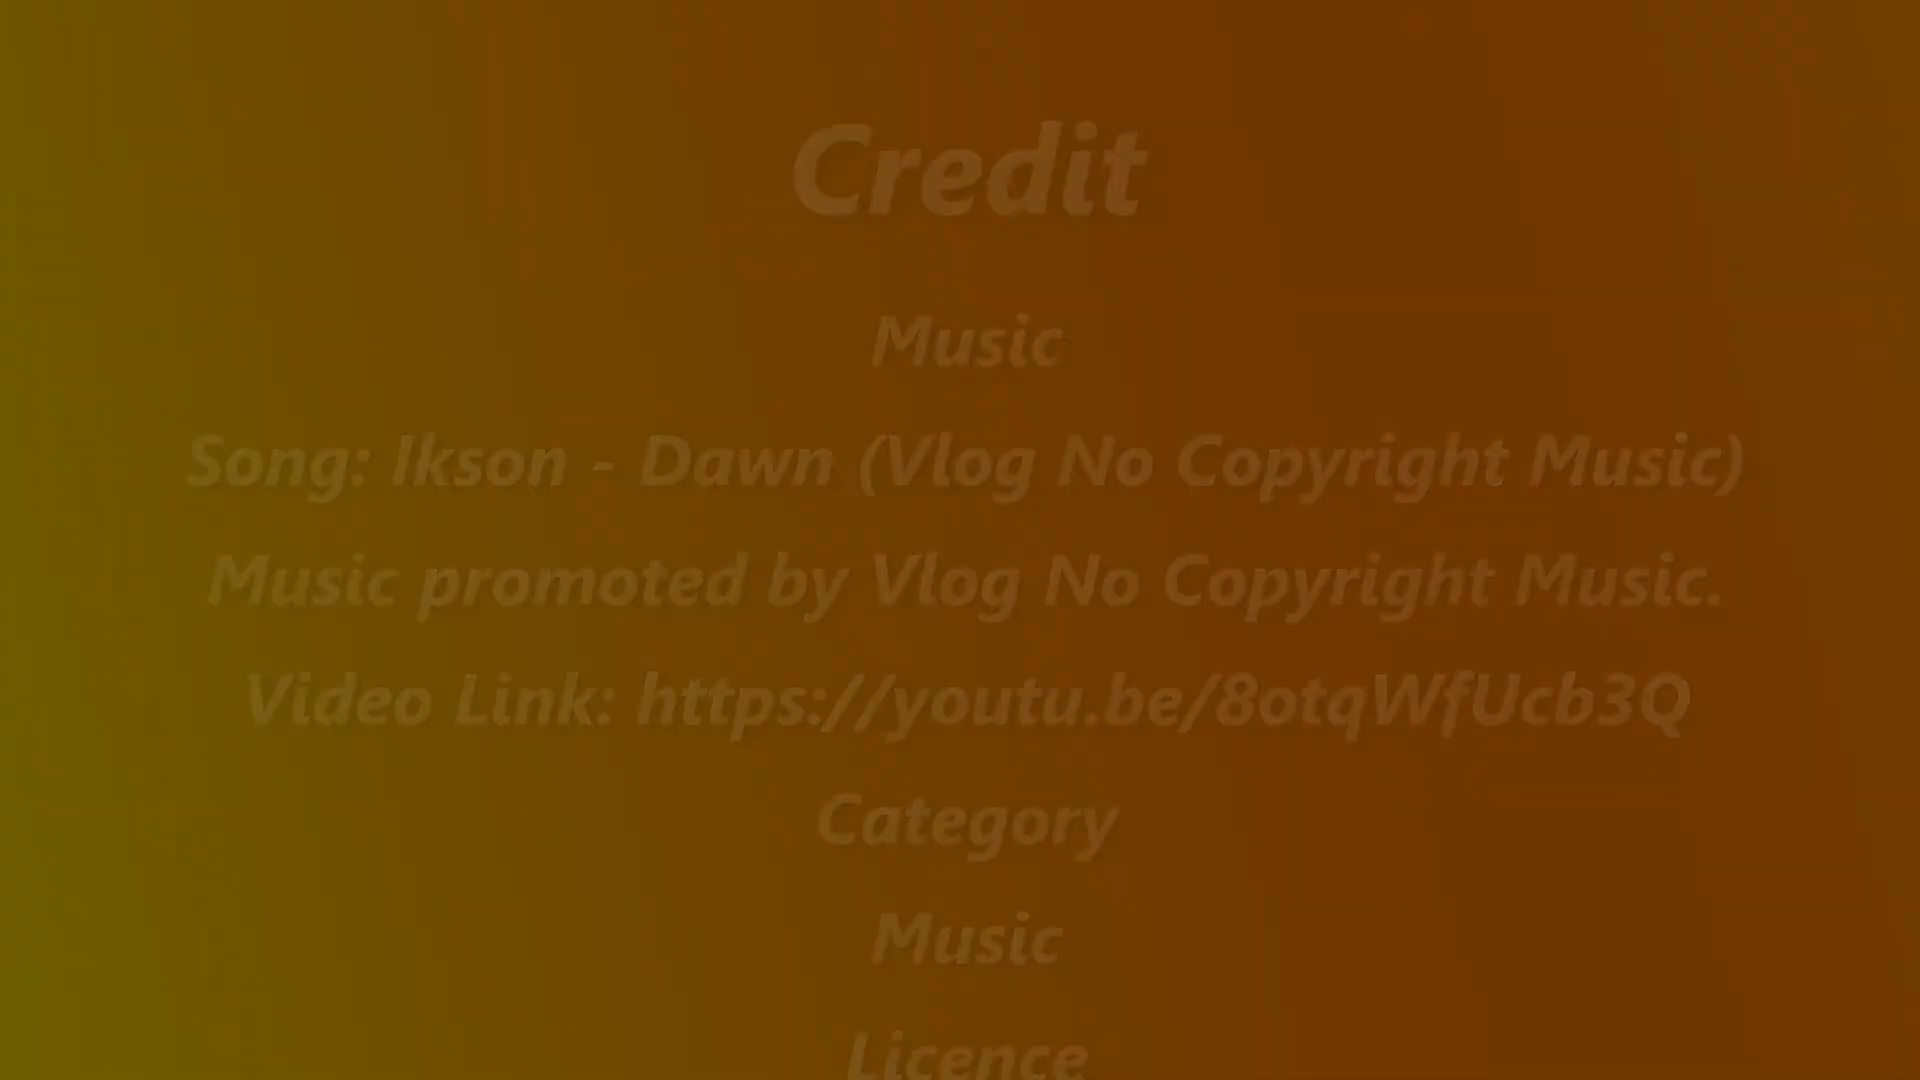 Credit
Music
Song: Ikson - Dawn (Vlog No Copyright Music)
Music promoted by Vlog No Copyright Music.
Video Link: https://youtu.be/8otqWfUcb3Q
Category
Music
Licence